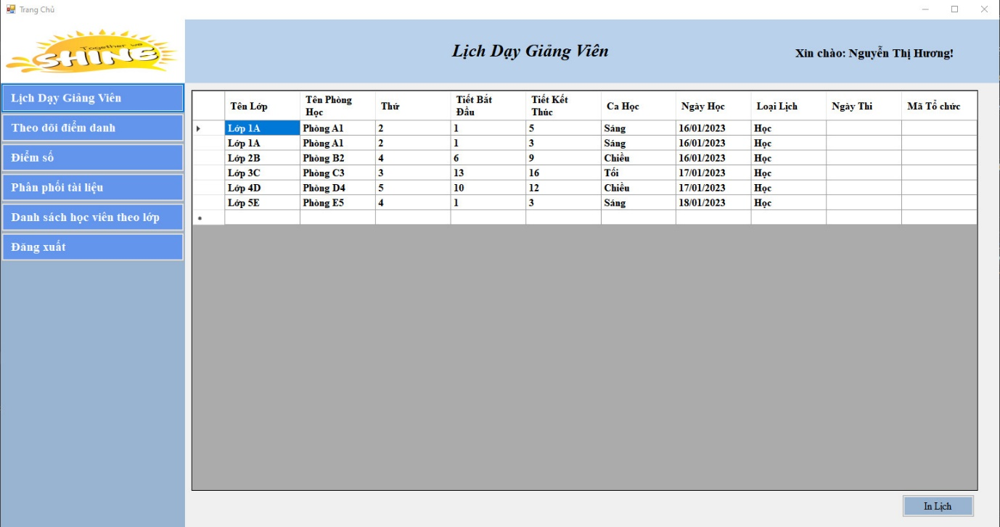 Trang Chủ
Together we
SHINE
Lịch Dạy Giảng Viên
Xin chào: Nguyễn Thị Hương!
Lịch Dạy Giảng Viên
Theo dõi điểm danh
Điểm số
Phân phối tài liệu
Danh sách học viên theo lớp
Đăng xuất
Tên Lớp Tên Phòng Học Thứ Tiết Bắt Đầu Tiết Kết Thúc Ca Học Ngày Học Loại Lịch Ngày Thi Mã Tổ chức
Lớp 1A Phòng A1 2 1 5 Sáng 16/01/2023 Học
Lớp 1A Phòng A1 2 1 3 Sáng 16/01/2023 Học
Lớp 2B Phòng B2 4 6 9 Chiều 16/01/2023 Học
Lớp 3C Phòng C3 3 13 16 Tối 17/01/2023 Học
Lớp 4D Phòng D4 5 10 12 Chiều 17/01/2023 Học
Lớp 5E Phòng E5 4 1 3 Sáng 18/01/2023 Học
In Lịch